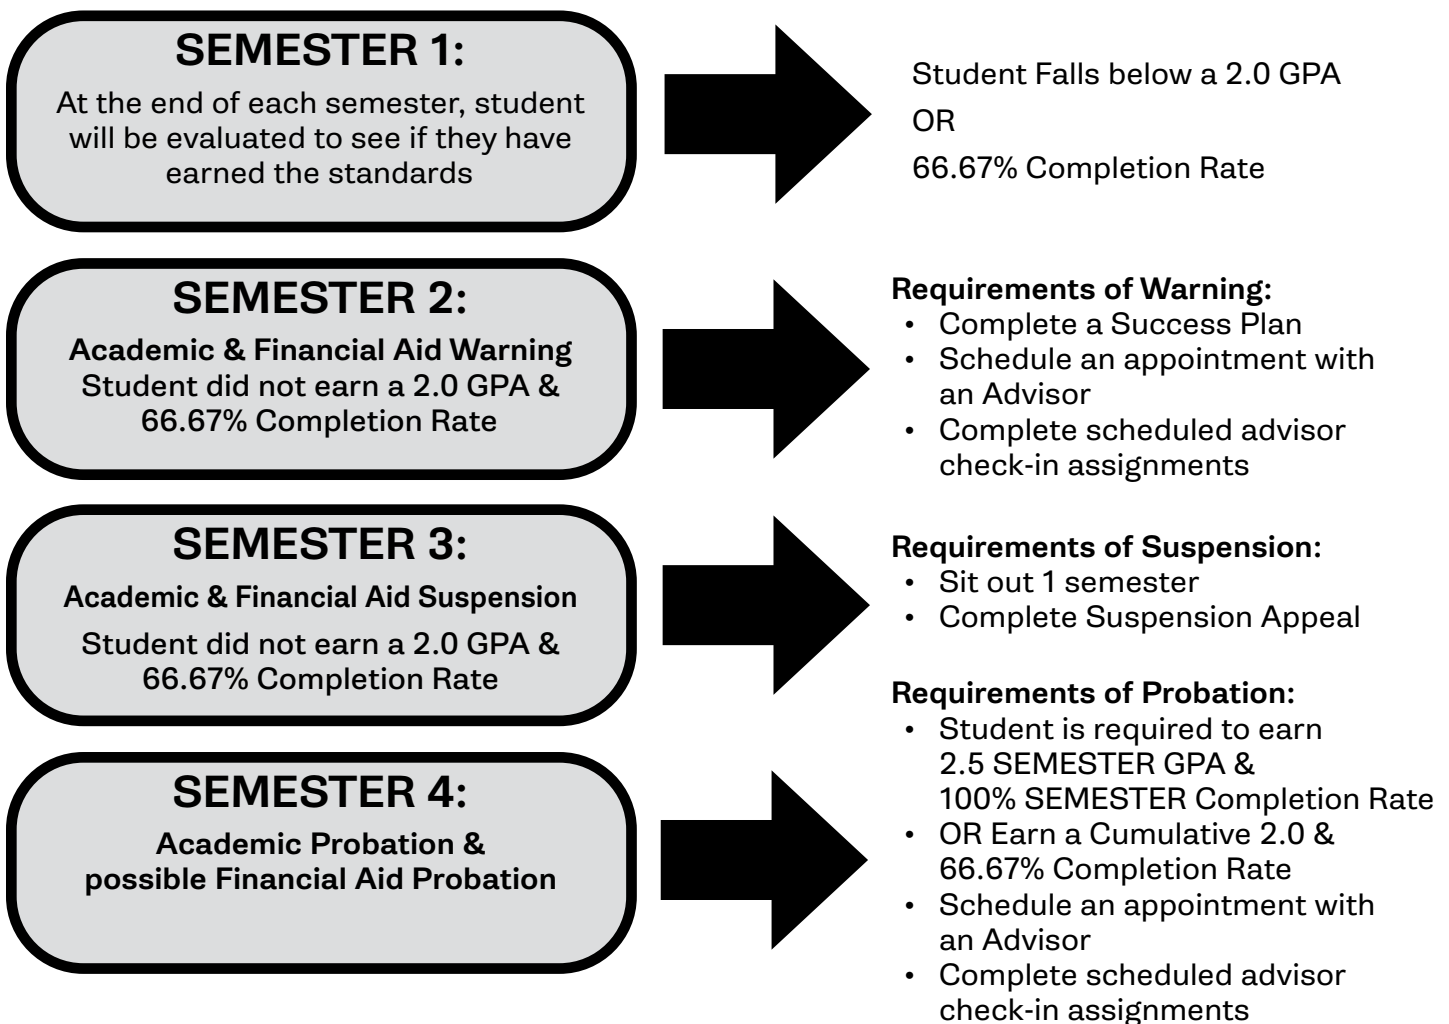 SEMESTER 1:
At the end of each semester, student
will be evaluated to see if they have
earned the standards
Student Falls below a 2.0 GPA
OR
66.67% Completion Rate
SEMESTER 2:
Academic & Financial Aid Warning
Student did not earn a 2.0 GPA &
66.67% Completion Rate
Requirements of Warning:
• Complete a Success Plan
• Schedule an appointment with
an Advisor
• Complete scheduled advisor
check-in assignments
SEMESTER 3:
Academic & Financial Aid Suspension
Student did not earn a 2.0 GPA &
66.67% Completion Rate
Requirements of Suspension:
• Sit out 1 semester
• Complete Suspension Appeal
SEMESTER 4:
Academic Probation &
possible Financial Aid Probation
Requirements of Probation:
• Student is required to earn
2.5 SEMESTER GPA &
100% SEMESTER Completion Rate
• OR Earn a Cumulative 2.0 &
66.67% Completion Rate
• Schedule an appointment with
an Advisor
• Complete scheduled advisor
check-in assignments